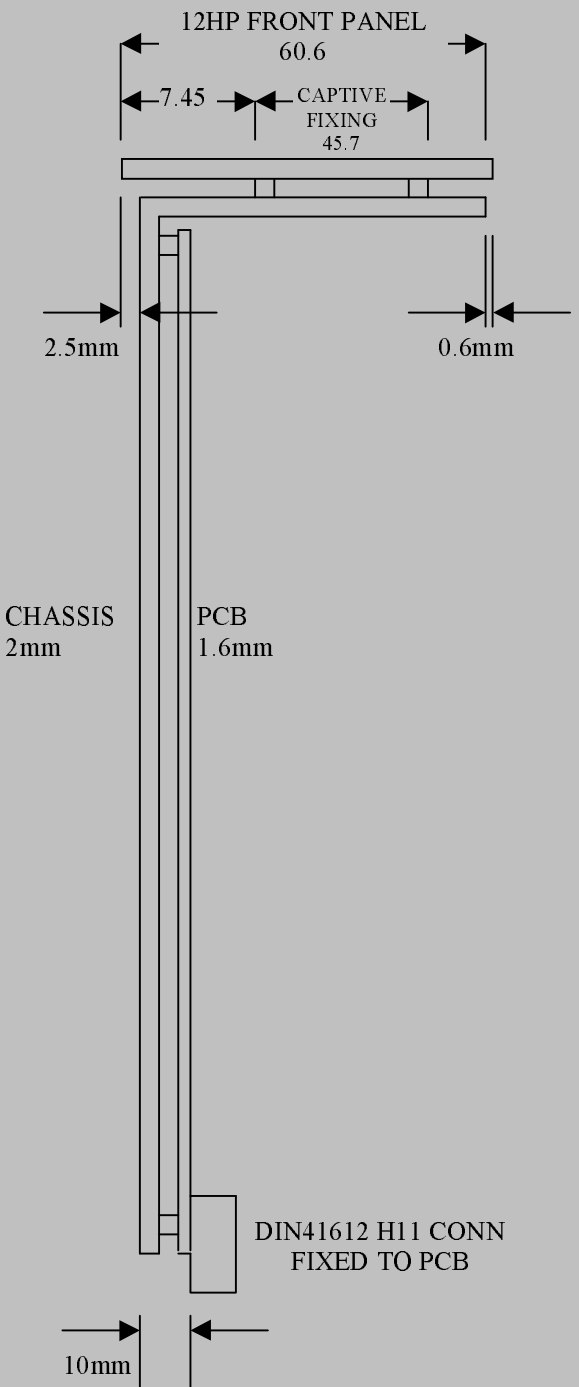 12HP FRONT PANEL
60.6
7.45
CAPTIVE
FIXING
45.7
2.5mm
0.6mm
CHASSIS
2mm
PCB
1.6mm
DIN41612 H11 CONN
FIXED TO PCB
10mm